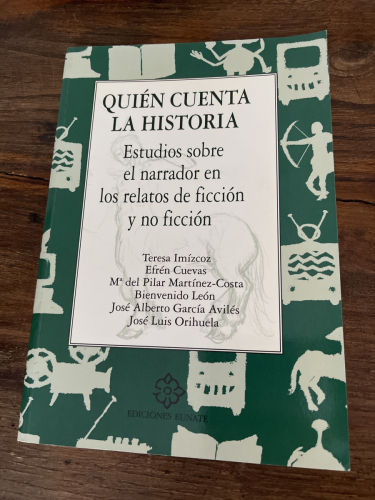 QUIÉN CUENTA
LA HISTORIA
Estudios sobre
el narrador en
los relatos de ficción
y no ficción
Teresa Imízcoz
Efrén Cuevas
Mª del Pilar Martínez-Costa
Bienvenido León
José Alberto García Avilés
José Luis Orihuela
EDICIONES EUNATE